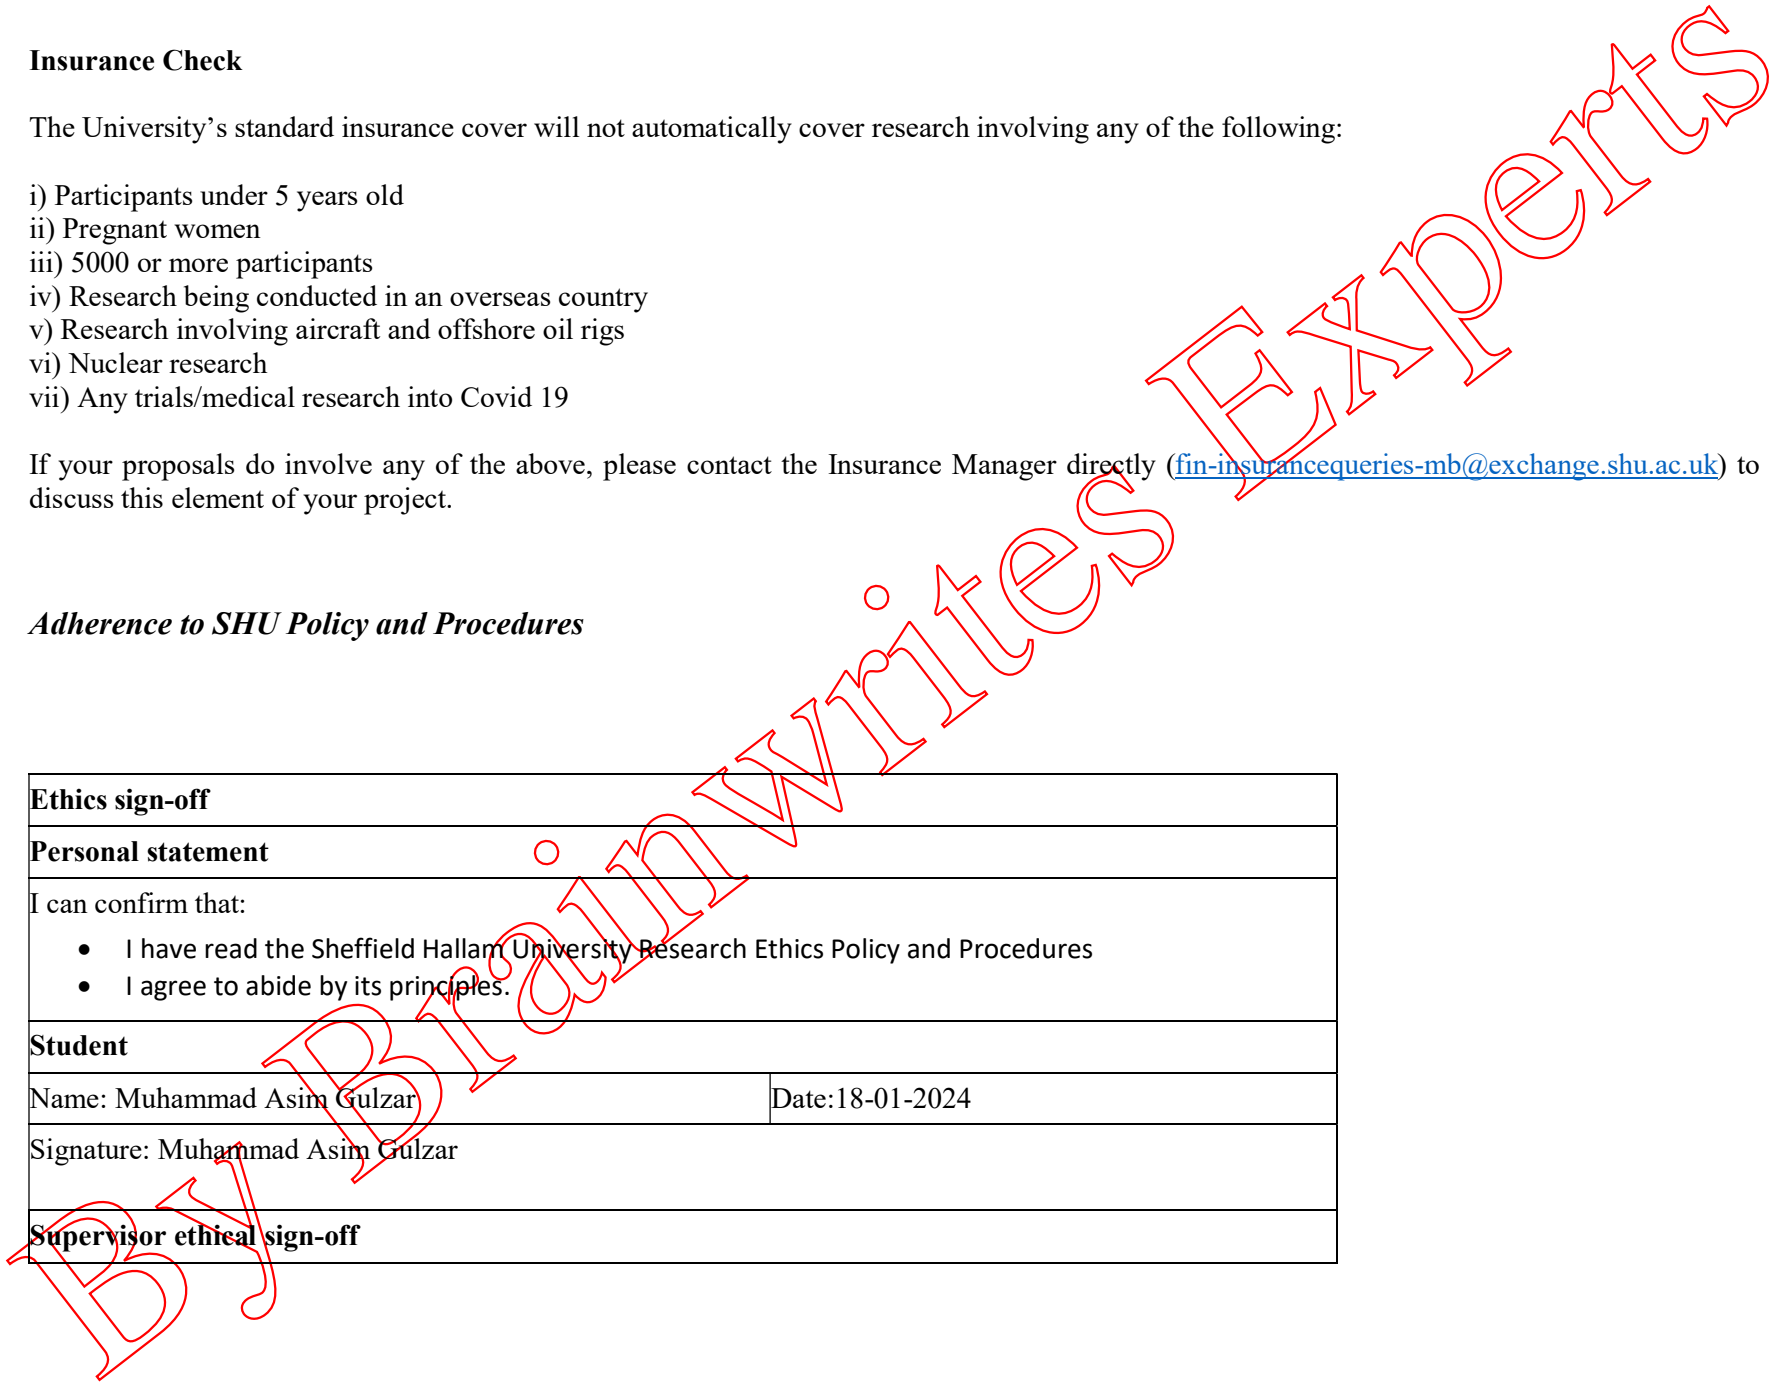 Insurance Check
The University’s standard insurance cover will not automatically cover research involving any of the following:
i) Participants under 5 years old
ii) Pregnant women
iii) 5000 or more participants
iv) Research being conducted in an overseas country
v) Research involving aircraft and offshore oil rigs
vi) Nuclear research
vii) Any trials/medical research into Covid 19
If your proposals do involve any of the above, please contact the Insurance Manager directly (fin-insurancequeries-mb@exchange.shu.ac.uk) to
discuss this element of your project.
Adherence to SHU Policy and Procedures
Ethics sign-off
Personal statement
I can confirm that:
• I have read the Sheffield Hallam University Research Ethics Policy and Procedures
• I agree to abide by its principles.
Student
Name: Muhammad Asim Gulzar Date:18-01-2024
Signature: Muhammad Asim Gulzar
Supervisor ethical sign-off
By Brainwrites Experts